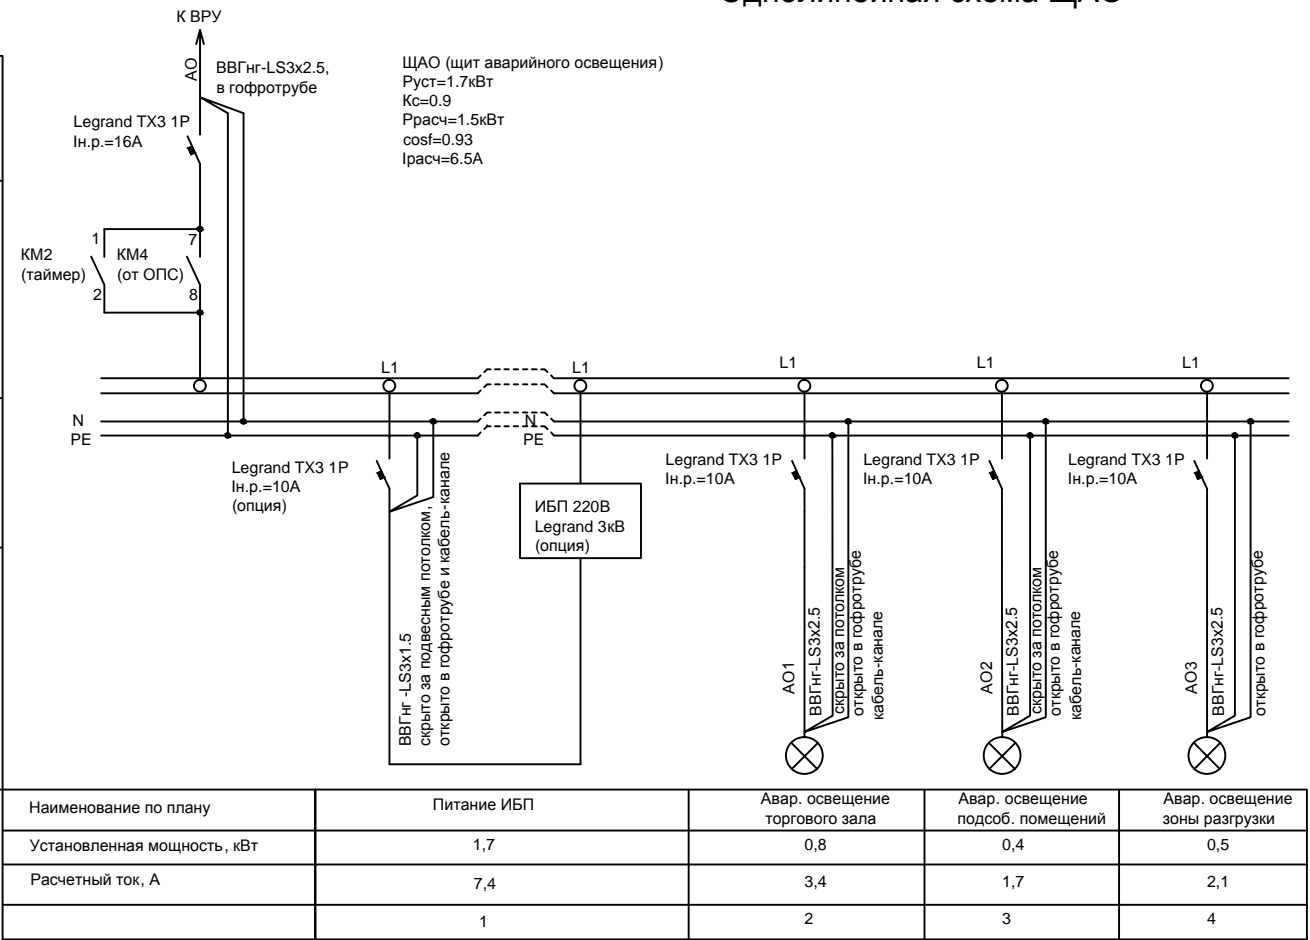 Однолинейная схема ЩАО
К ВРУ
АО
ВВГнг-LS3х2.5,
в гофротрубе
ЩАО (щит аварийного освещения)
Руст=1.7кВт
Кс=0.9
Ррасч=1.5кВт
cosf=0.93
Iрасч=6.5А
Legrand TX3 1P
Iн.р.=16А
1
7
КМ2
(таймер)
КМ4
(от ОПС)
2
8
L1
L1
L1
L1
L1
N
PE
N
PE
Legrand TX3 1P
Iн.р.=10А
(опция)
ИБП 220В
Legrand 3кВ
(опция)
Legrand TX3 1P
Iн.р.=10А
Legrand TX3 1P
Iн.р.=10А
Legrand TX3 1P
Iн.р.=10А
ВВГнг -LS3х1.5
скрыто за подвесным потолком,
открыто в гофротрубе и кабель-канале
АО1
ВВГнг-LS3х2.5
скрыто за потолком
открыто в гофротрубе
кабель-канале
АО2
ВВГнг-LS3х2.5
скрыто за потолком
открыто в гофротрубе
кабель-канале
АО3
ВВГнг-LS3х2.5
открыто в гофротрубе
Наименование по плану
Питание ИБП
Авар. освещение
торгового зала
Авар. освещение
подсоб. помещений
Авар. освещение
зоны разгрузки
Установленная мощность, кВт
1,7
0,8
0,4
0,5
Расчетный ток, А
7,4
3,4
1,7
2,1
1
2
3
4